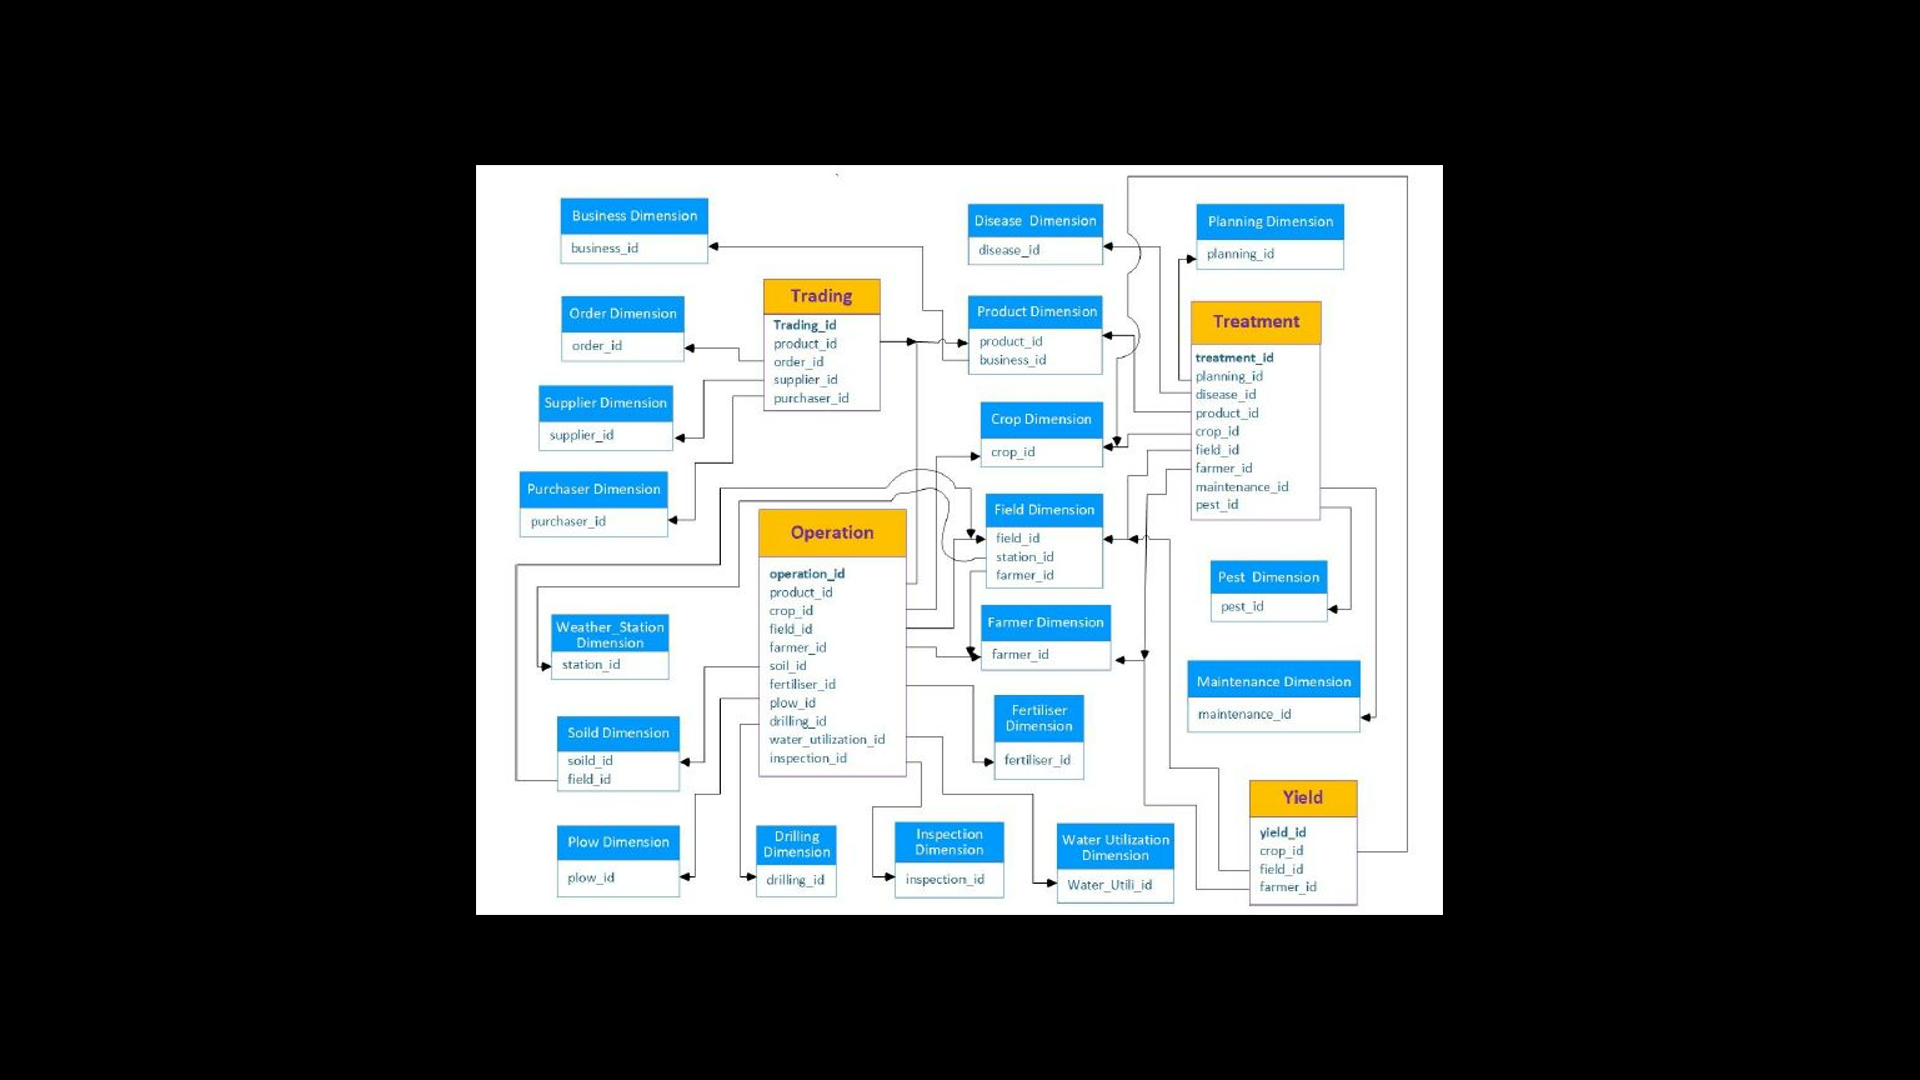 Business Dimension
business_id
Order Dimension
order_id
Supplier Dimension
supplier_id
Purchaser Dimension
purchaser_id
Trading
Trading_id
product_id
order_id
supplier_id
purchaser_id
Disease Dimension
disease_id
Product Dimension
product_id
business_id
Crop Dimension
crop_id
Field Dimension
field_id
station_id
farmer_id
Farmer Dimension
farmer_id
Planning Dimension
planning_id
Treatment
treatment_id
planning_id
disease_id
product_id
crop_id
field_id
farmer_id
maintenance_id
pest_id
Pest Dimension
pest_id
Maintenance Dimension
maintenance_id
Operation
operation_id
product_id
crop_id
field_id
farmer_id
soil_id
fertiliser_id
plow_id
drilling_id
water_utilization_id
inspection_id
Weather_Station
Dimension
station_id
Soild Dimension
soild_id
field_id
Plow Dimension
plow_id
Drilling
Dimension
drilling_id
Inspection
Dimension
inspection_id
Fertiliser
Dimension
fertiliser_id
Water Utilization
Dimension
Water_Utili_id
Yield
yield_id
crop_id
field_id
farmer_id